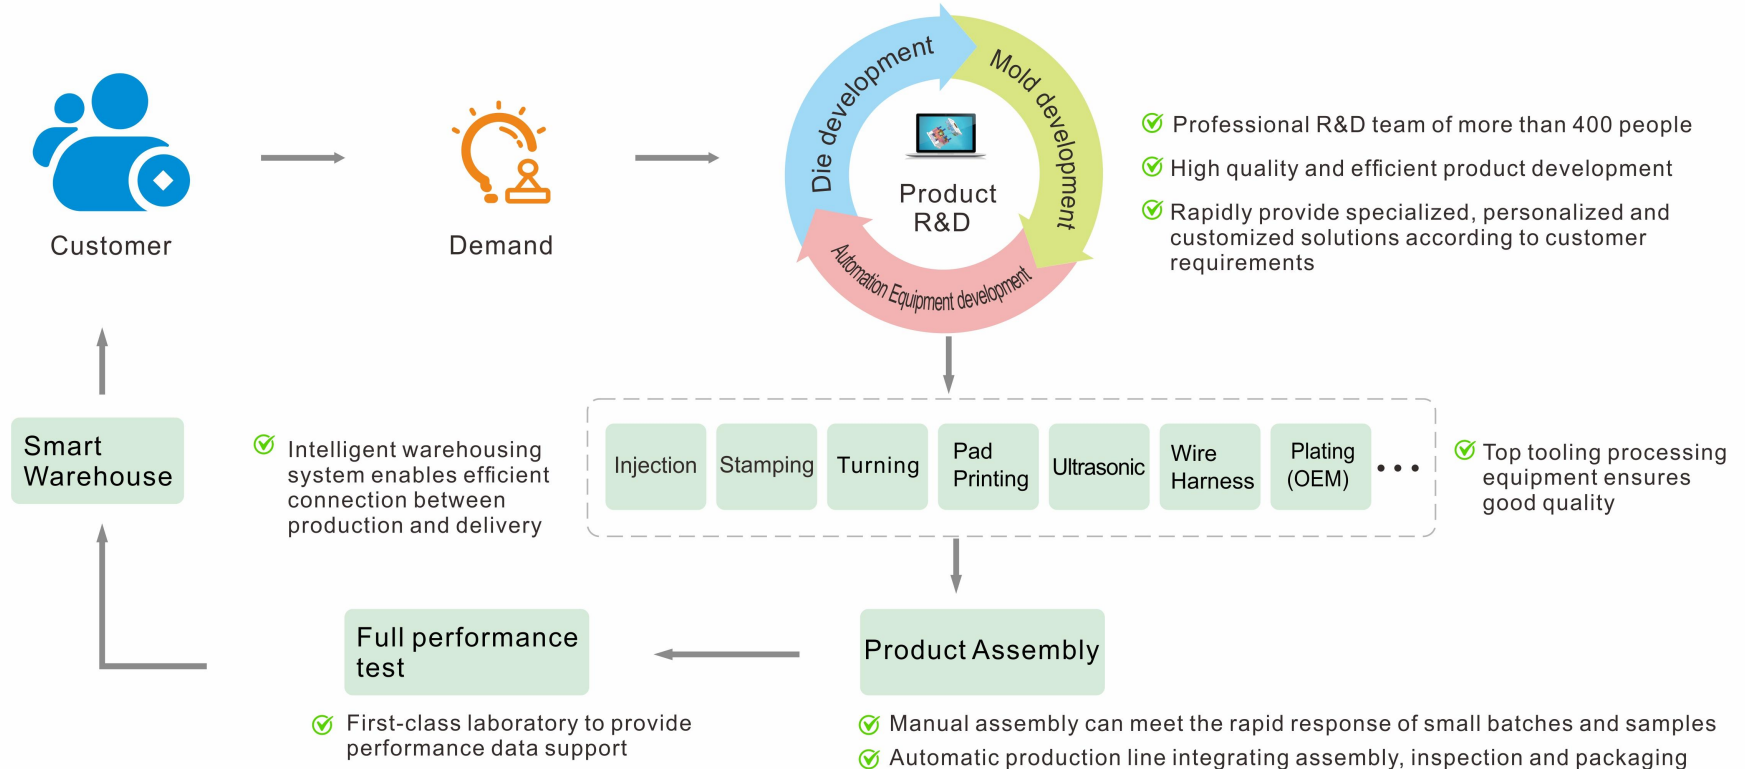 Customer
Demand
Die development
Mold development
Automation Equipment development
Product
R&D
Professional R&D team of more than 400 people
High quality and efficient product development
Rapidly provide specialized, personalized and
customized solutions according to customer
requirements
Injection
Stamping
Turning
Pad
Printing
Ultrasonic
Wire
Harness
Plating
(OEM)
...
Top tooling processing
equipment ensures
good quality
Smart
Warehouse
Intelligent warehousing
system enables efficient
connection between
production and delivery
Full performance
test
First-class laboratory to provide
performance data support
Product Assembly
Manual assembly can meet the rapid response of small batches and samples
Automatic production line integrating assembly, inspection and packaging